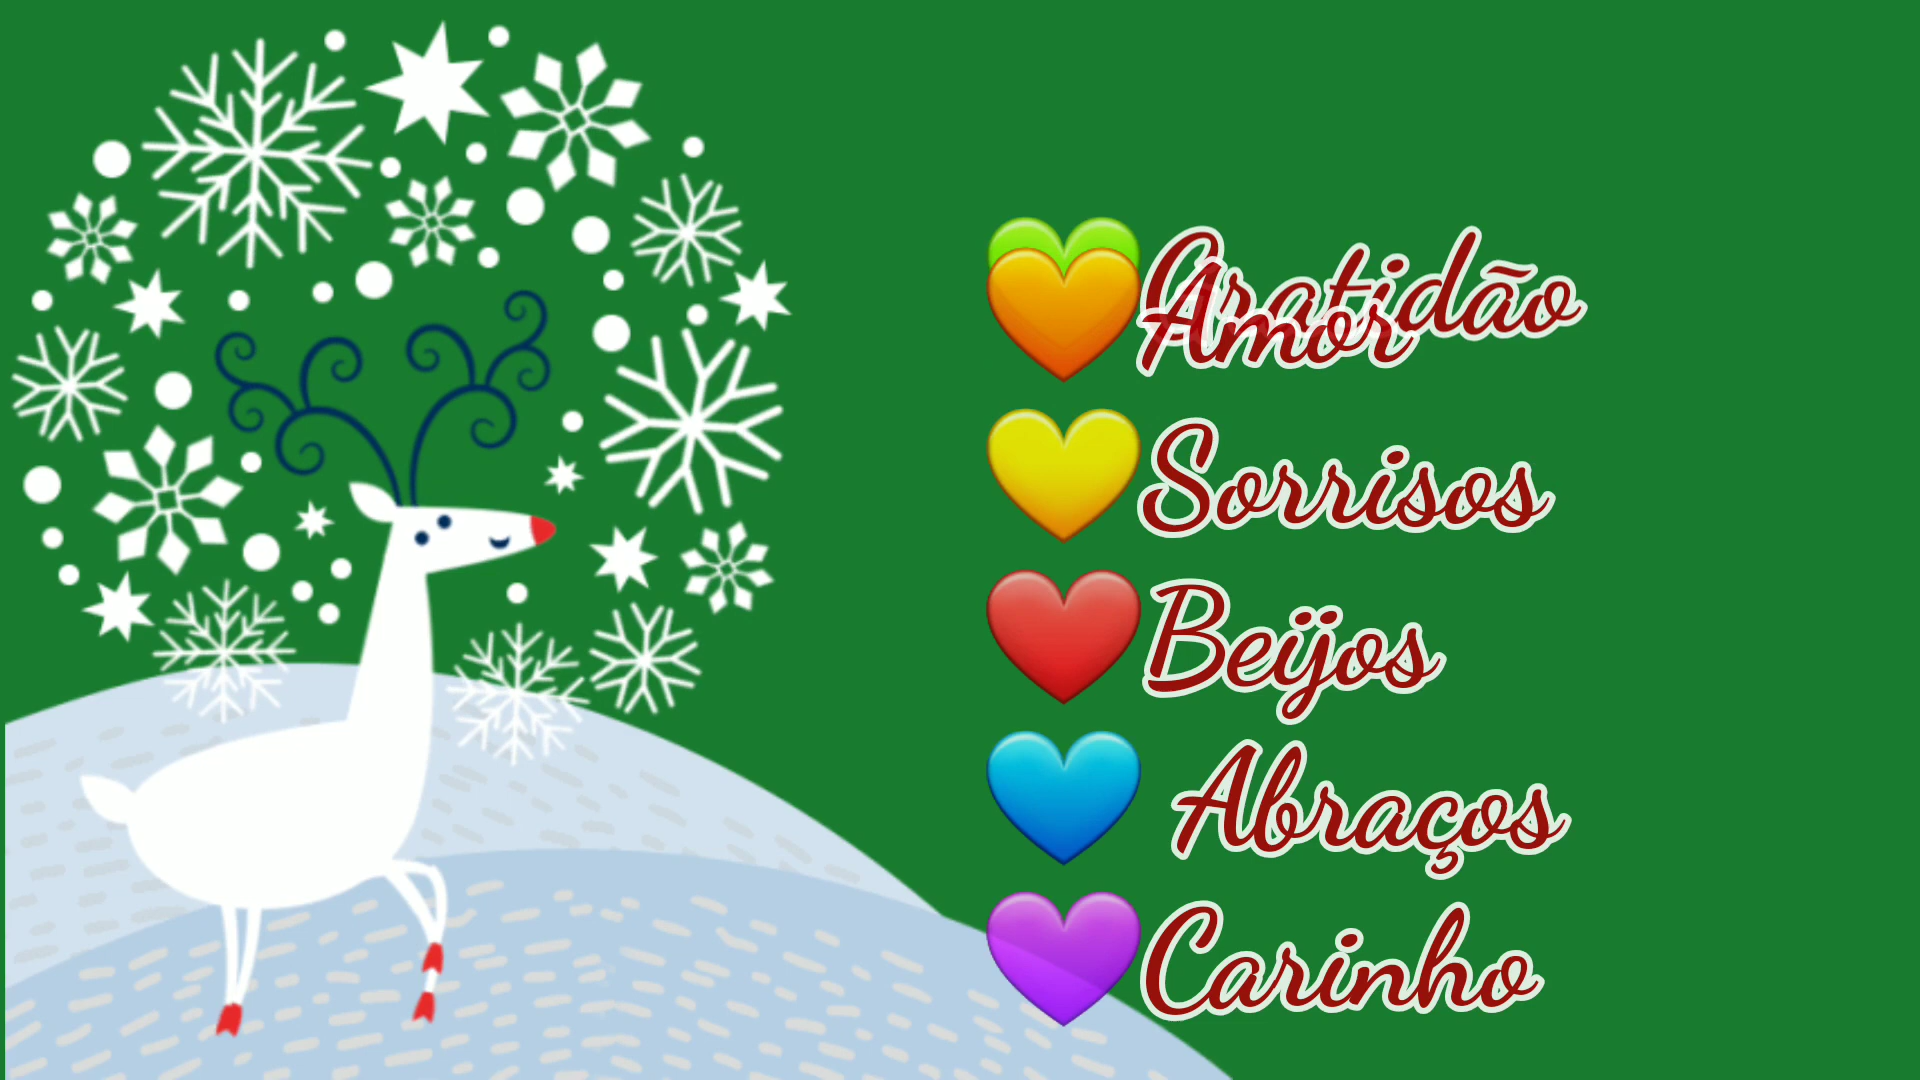 💚Gratidão
🧡Amor
💛Sorrisos
❤️Beijos
💙 Abraços
💜Carinho